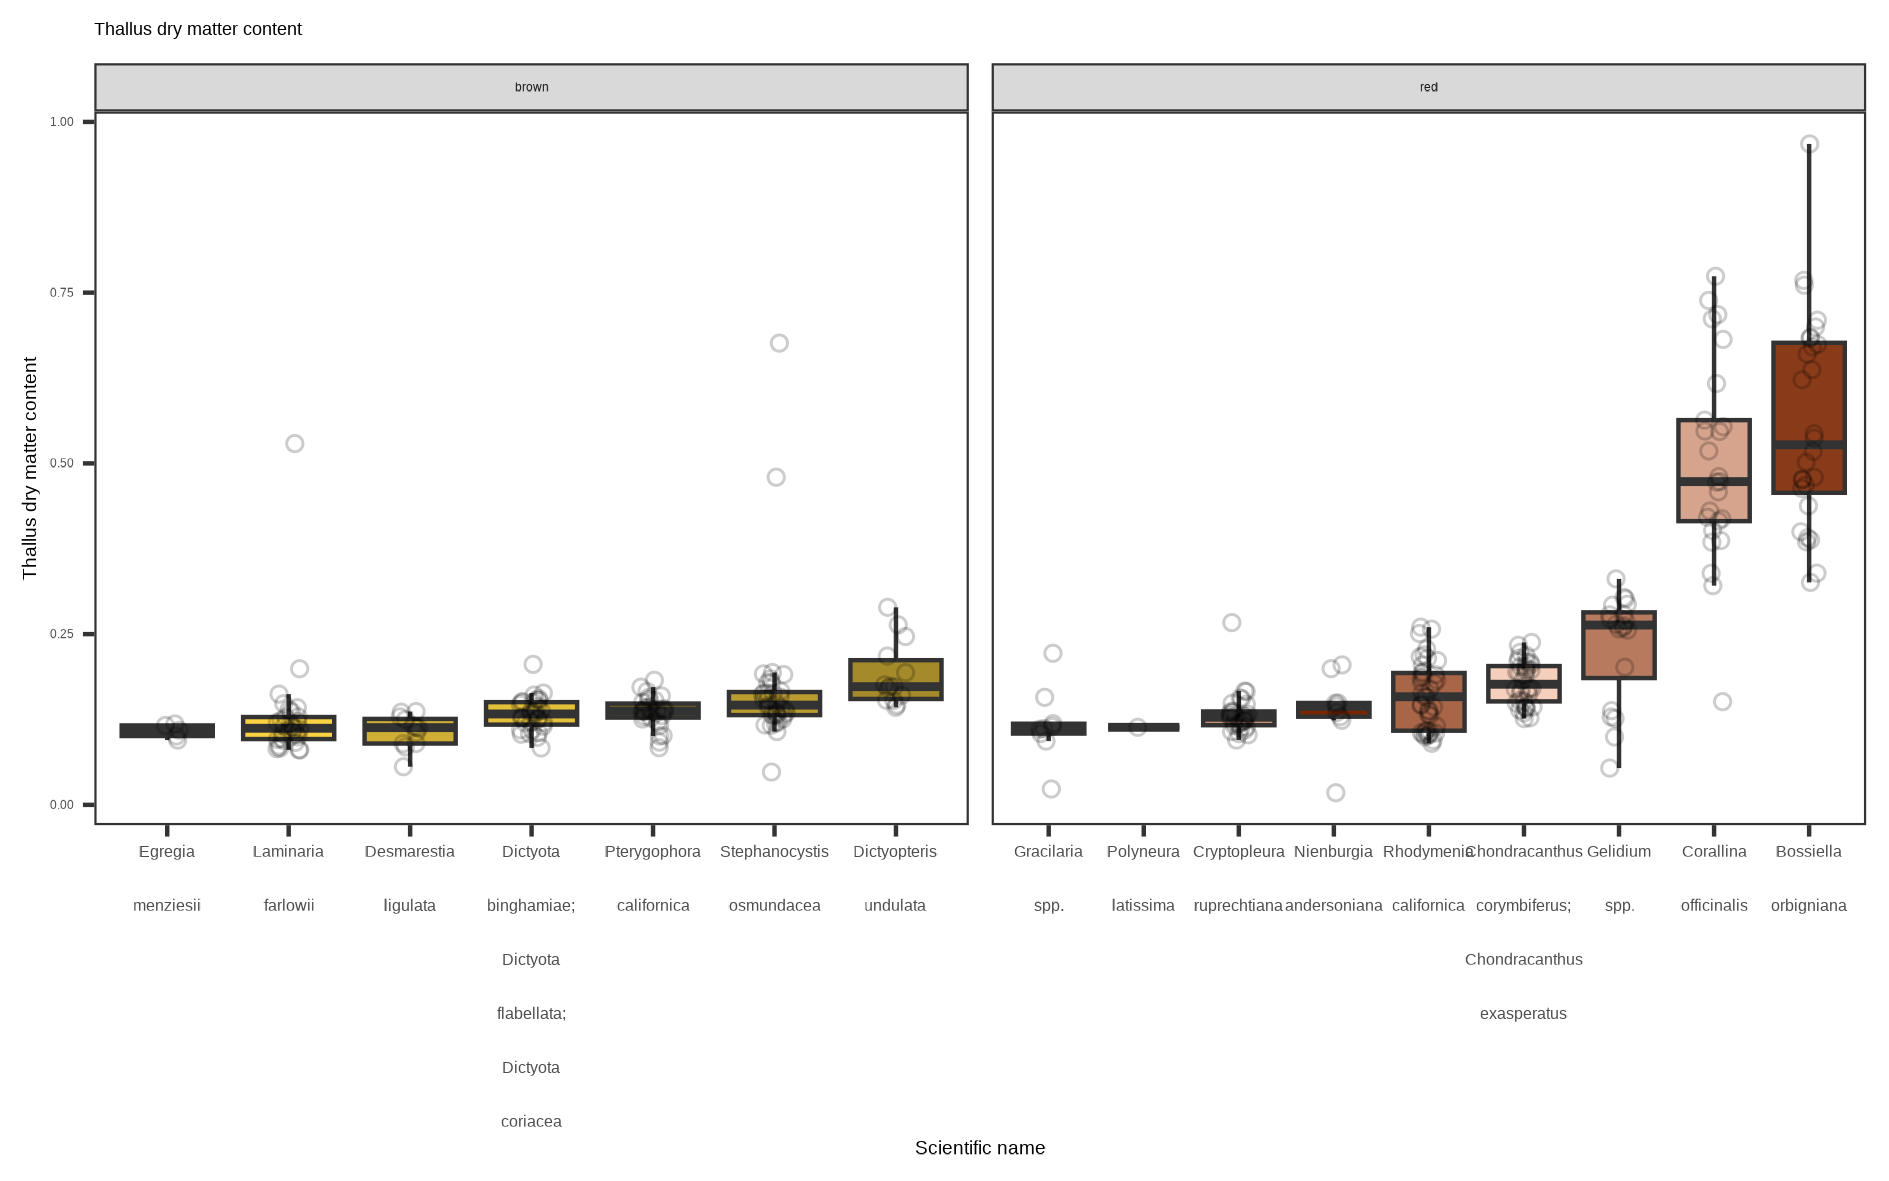 Thallus dry matter content
brown
red
Thallus dry matter content
1.00
0.75
0.50
0.25
0.00
Egregia
menziesii
Laminaria
farlowii
Desmarestia
ligulata
Dictyota
binghamiae;
Dictyota
flabellata;
Dictyota
coriacea
Pterygophora
californica
Stephanocystis
osmundacea
Dictyopteris
undulata
Gracilaria
spp.
Polyneura
latissima
Cryptopleura
ruprechtiana
Nienburgia
andersoniana
Rhodymenia
californica
Chondracanthus
corymbiferus;
Chondracanthus
exasperatus
Gelidium
spp.
Corallina
officinalis
Bossiella
orbigniana
Scientific name